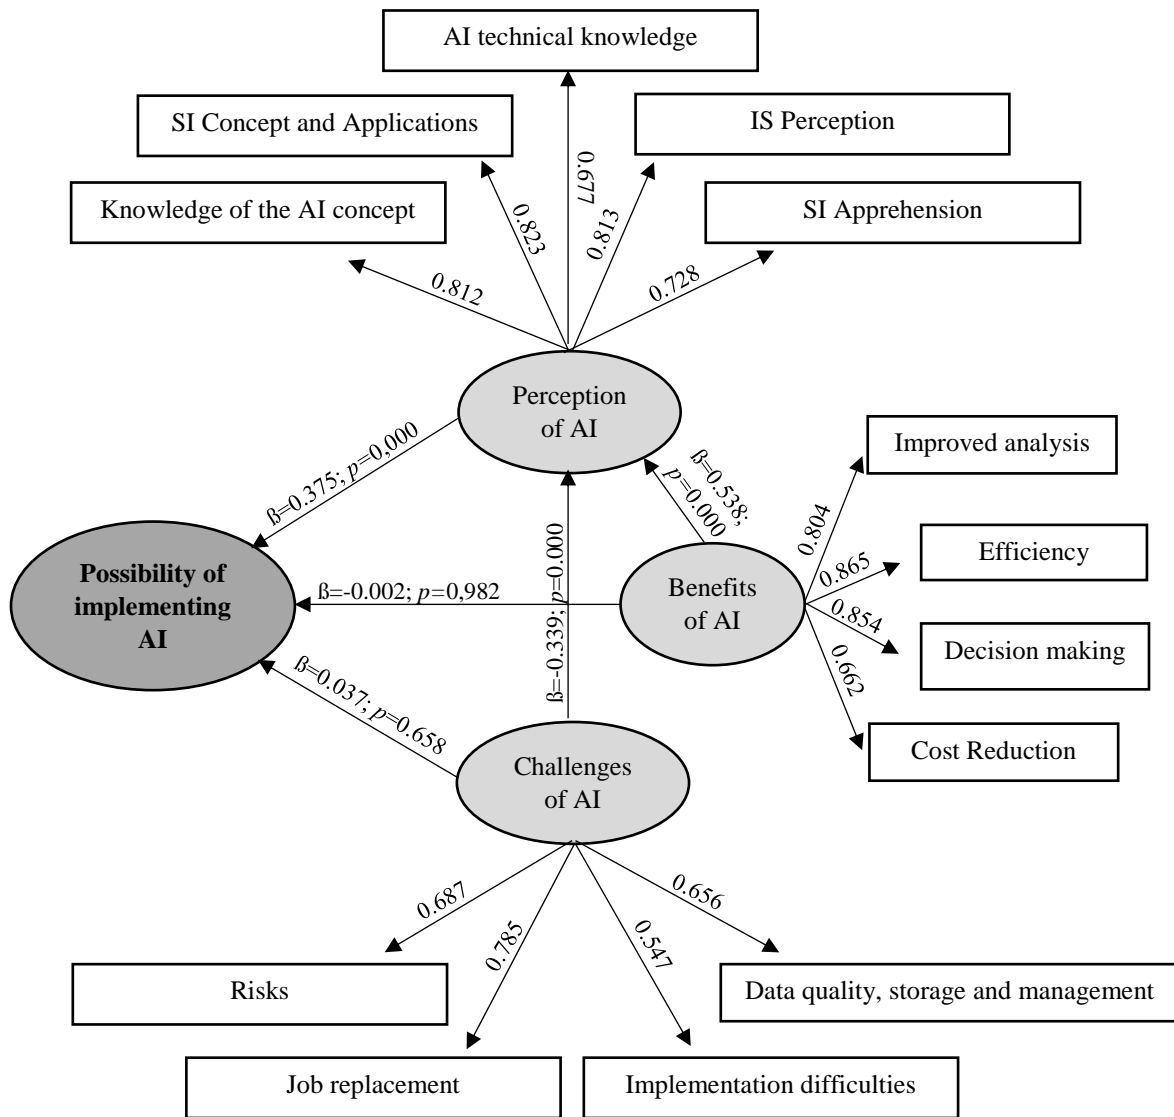 AI technical knowledge
SI Concept and Applications
IS Perception
Knowledge of the AI concept
SI Apprehension
0.812
0.823
0.677
0.813
0.728
Perception
of AI
ß=0.375; p=0,000
ß=0.538;
p=0.000
Improved analysis
0.804
Efficiency
0.865
Possibility of
implementing
AI
ß=-0.002; p=0,982
ß=-0.339; p=0.000
Benefits
of AI
0.854
Decision making
0.662
Cost Reduction
ß=0.037; p=0.658
Challenges
of AI
0.687
0.785
0.547
0.656
Risks
Data quality, storage and management
Job replacement
Implementation difficulties